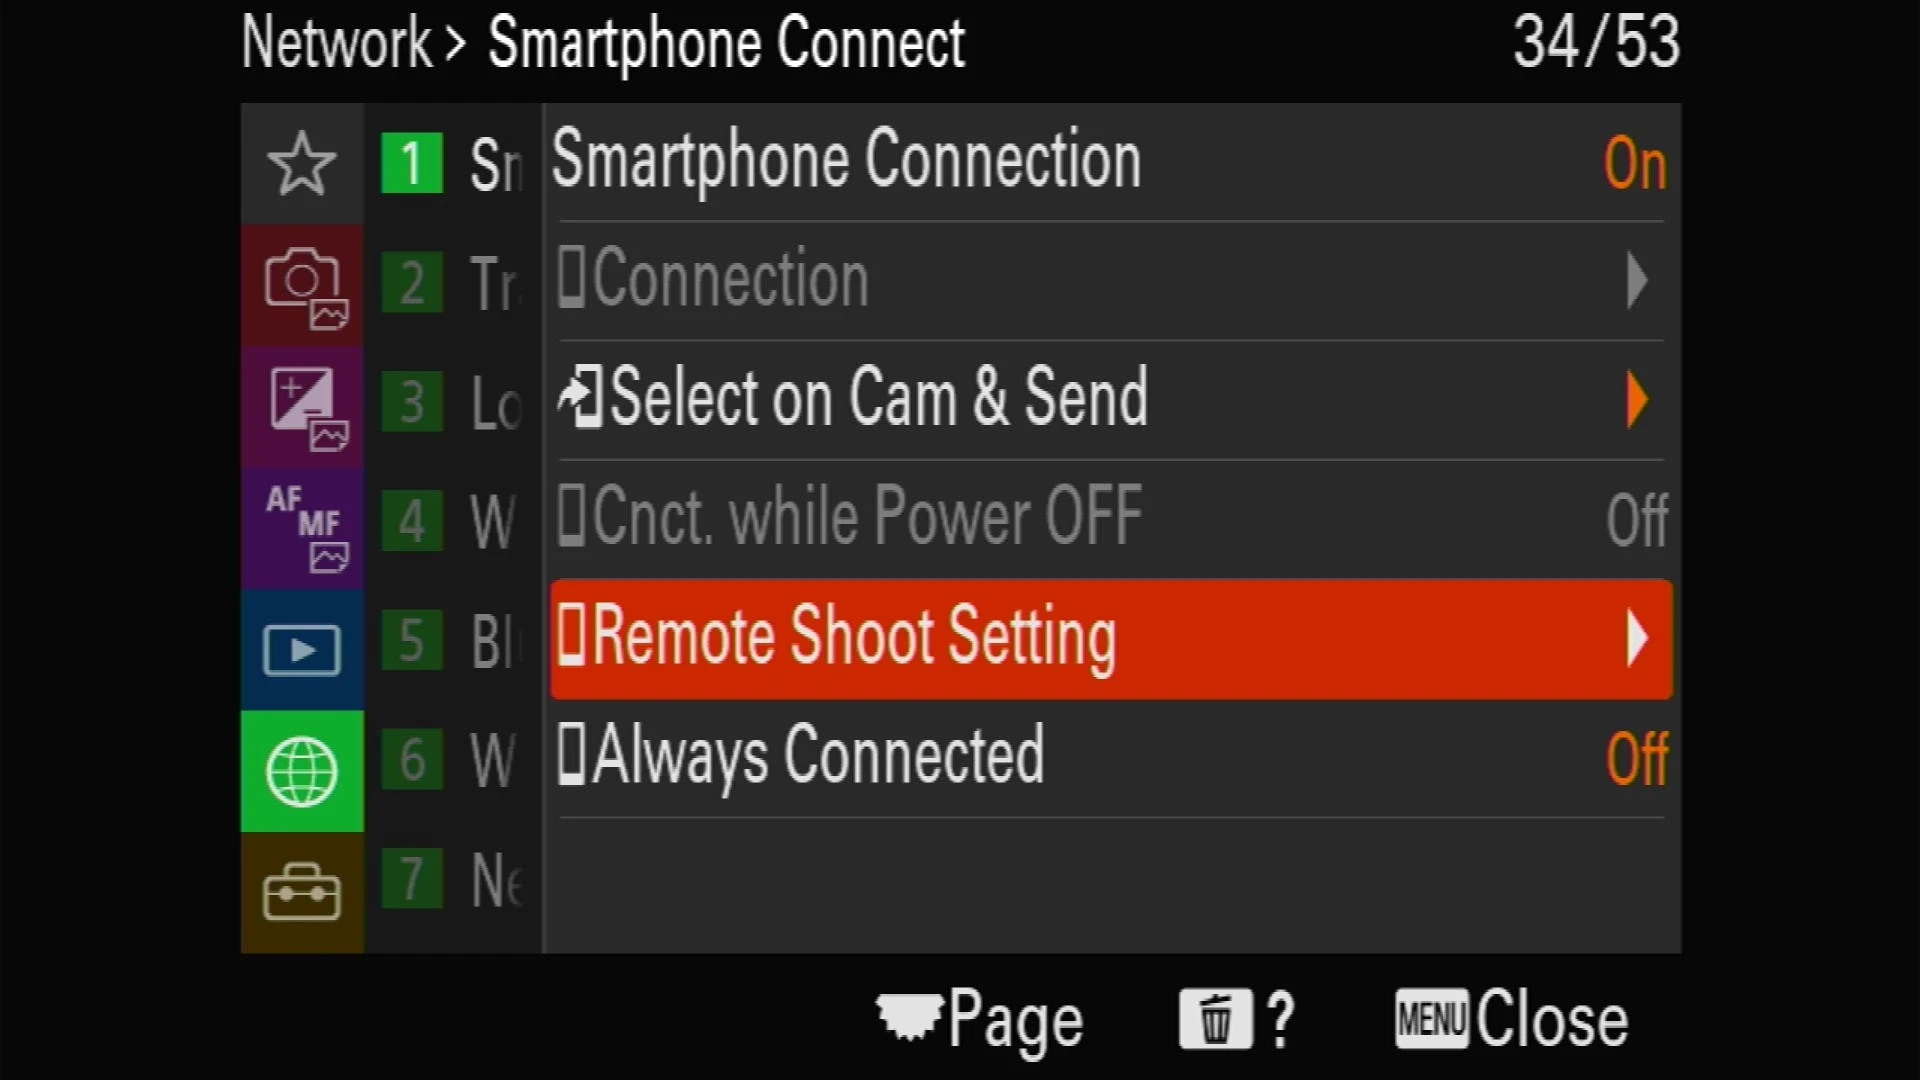 Network > Smartphone Connect 34/53
1 Sm Smartphone Connection On
2 Tr Connection
3 Lo Select on Cam & Send
4 W Cnct. while Power OFF Off
5 Bl Remote Shoot Setting
6 W Always Connected Off
7 Ne
AF
MF
Page ? MENU Close